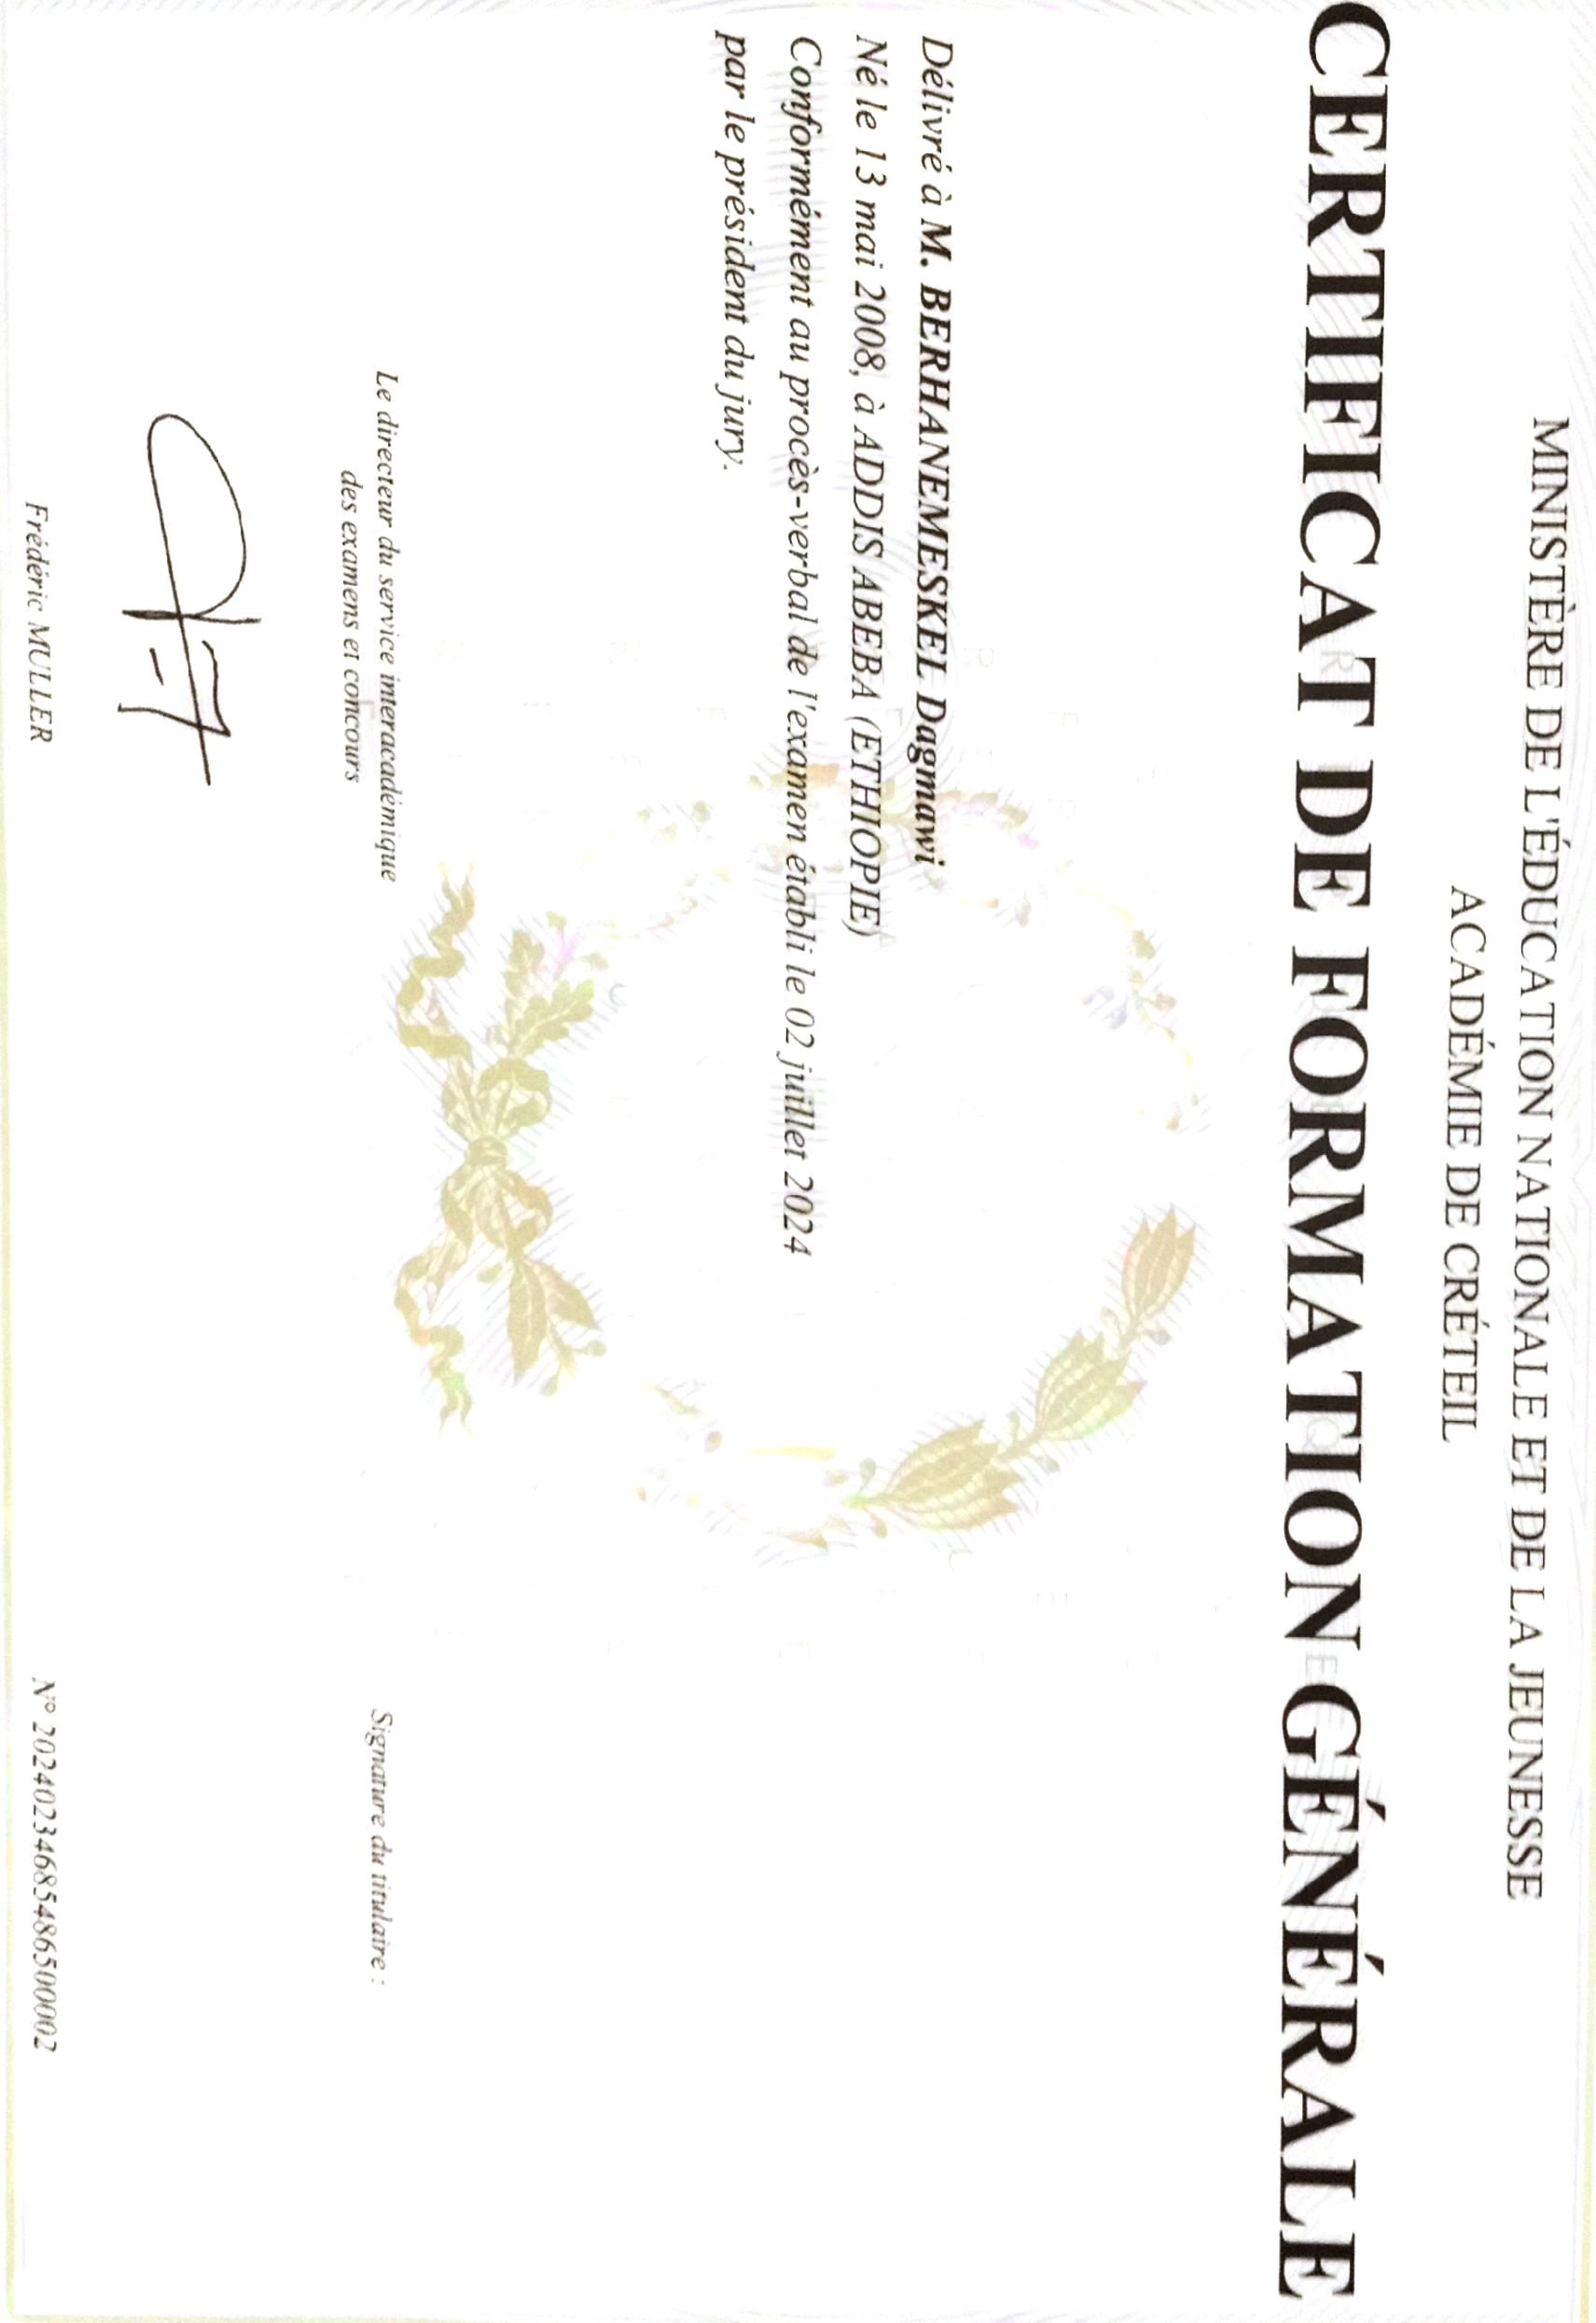 MINISTÈRE DE L'ÉDUCATION NATIONALE ET DE LA JEUNESSE
ACADÉMIE DE CRÉTEIL
CERTIFICAT DE FORMATION GÉNÉRALE
Délivré à M. BERHANEMESKEL Dagmawi
Né le 13 mai 2008, à ADDIS ABEBA (ETHIOPIE)
Conformément au procès-verbal de l'examen établi le 02 juillet 2024
par le président du jury.
Le directeur du service interacadémique
des examens et concours
Signature du titulaire :
Frédéric MULLER
N° 20240234685486500002